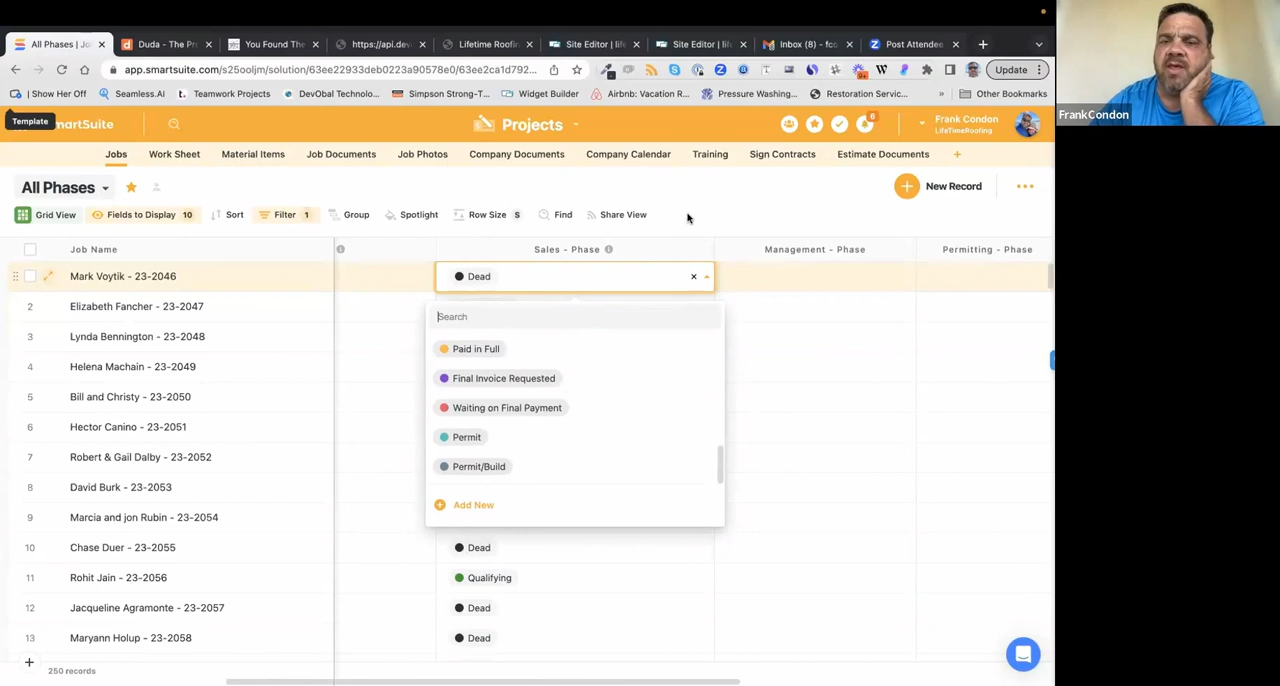 All Phases | Jo
Duda - The Pr
You Found The
https://api.dev
Lifetime Roofin
Site Editor | life
Site Editor | life
Inbox (8) - fco
Post Attendee
app.smartsuite.com/s25ooljm/solution/63ee22933deb0223a90578e0/63ee2ca1d792...
Update
| Show Her Off
Seamless.AI
Teamwork Projects
DevObal Technolo...
Simpson Strong-T...
Widget Builder
Airbnb: Vacation R...
Pressure Washing...
Restoration Servic...
»
Other Bookmarks
FrankCondon
Template
martSuite
Projects
6
Frank Condon
LifeTimeRoofing
Jobs
Work Sheet
Material Items
Job Documents
Job Photos
Company Documents
Company Calendar
Training
Sign Contracts
Estimate Documents
All Phases
New Record
Grid View
Fields to Display 10
Sort
Filter 1
Group
Spotlight
Row Size S
Find
Share View
Job Name
Sales - Phase
Management - Phase
Permitting - Phase
Mark Voytik - 23-2046
Dead
2 Elizabeth Fancher - 23-2047
Search
3 Lynda Bennington - 23-2048
Paid in Full
4 Helena Machain - 23-2049
Final Invoice Requested
5 Bill and Christy - 23-2050
Waiting on Final Payment
6 Hector Canino - 23-2051
Permit
7 Robert & Gail Dalby - 23-2052
Permit/Build
8 David Burk - 23-2053
Add New
9 Marcia and jon Rubin - 23-2054
10 Chase Duer - 23-2055
Dead
11 Rohit Jain - 23-2056
Qualifying
12 Jacqueline Agramonte - 23-2057
Dead
13 Maryann Holup - 23-2058
Dead
250 records